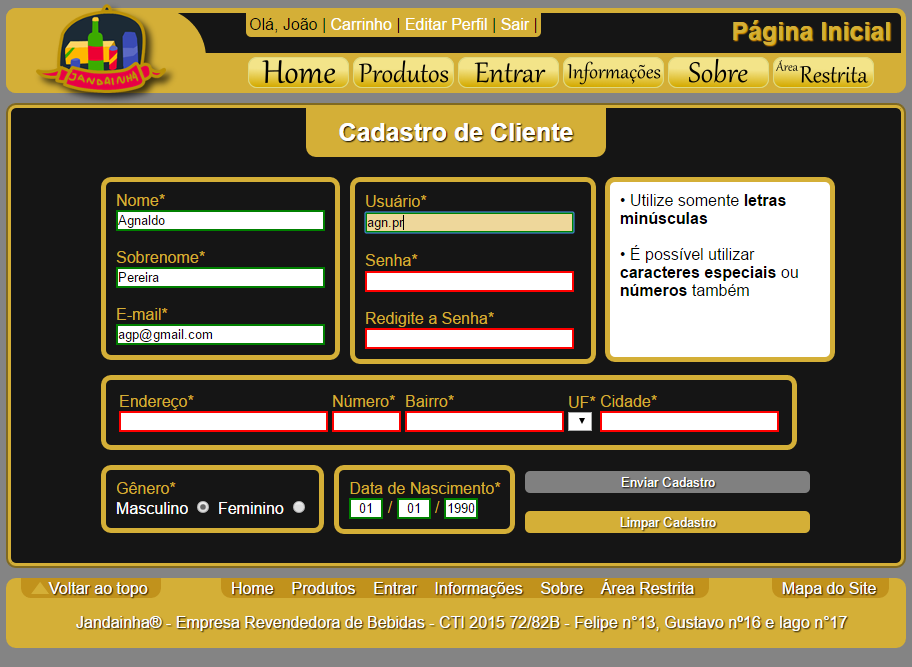 JANDAINHA
Olá, João | Carrinho | Editar Perfil | Sair |
Página Inicial
Home Produtos Entrar Informações Sobre Área Restrita
Cadastro de Cliente
Nome*
Agnaldo
Sobrenome*
Pereira
E-mail*
agp@gmail.com
Usuário*
agn.pr
Senha*
Redigite a Senha*
• Utilize somente letras
minúsculas
• É possível utilizar
caracteres especiais ou
números também
Endereço* Número* Bairro* UF* Cidade*
Gênero*
Masculino Feminino
Data de Nascimento*
01 / 01 / 1990
Enviar Cadastro
Limpar Cadastro
Voltar ao topo Home Produtos Entrar Informações Sobre Área Restrita Mapa do Site
Jandainha® - Empresa Revendedora de Bebidas - CTI 2015 72/82B - Felipe n°13, Gustavo nº16 e Iago n°17